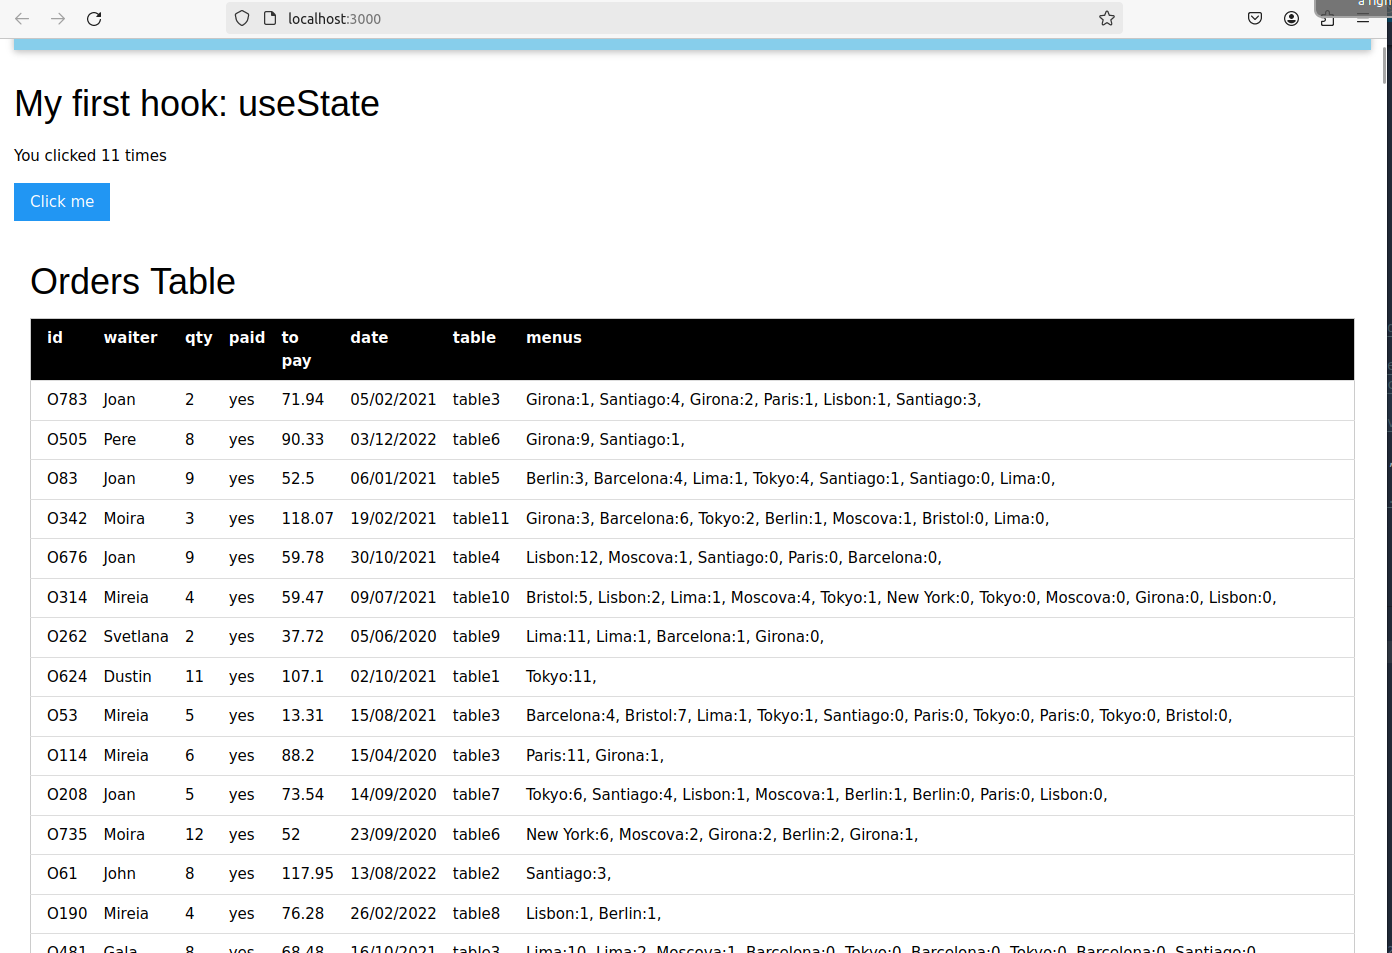 a righ
localhost:3000
My first hook: useState
You clicked 11 times
Click me
Orders Table
id waiter qty paid to pay date table menus
O783 Joan 2 yes 71.94 05/02/2021 table3 Girona:1, Santiago:4, Girona:2, Paris:1, Lisbon:1, Santiago:3,
O505 Pere 8 yes 90.33 03/12/2022 table6 Girona:9, Santiago:1,
O83 Joan 9 yes 52.5 06/01/2021 table5 Berlin:3, Barcelona:4, Lima:1, Tokyo:4, Santiago:1, Santiago:0, Lima:0,
O342 Moira 3 yes 118.07 19/02/2021 table11 Girona:3, Barcelona:6, Tokyo:2, Berlin:1, Moscova:1, Bristol:0, Lima:0,
O676 Joan 9 yes 59.78 30/10/2021 table4 Lisbon:12, Moscova:1, Santiago:0, Paris:0, Barcelona:0,
O314 Mireia 4 yes 59.47 09/07/2021 table10 Bristol:5, Lisbon:2, Lima:1, Moscova:4, Tokyo:1, New York:0, Tokyo:0, Moscova:0, Girona:0, Lisbon:0,
O262 Svetlana 2 yes 37.72 05/06/2020 table9 Lima:11, Lima:1, Barcelona:1, Girona:0,
O624 Dustin 11 yes 107.1 02/10/2021 table1 Tokyo:11,
O53 Mireia 5 yes 13.31 15/08/2021 table3 Barcelona:4, Bristol:7, Lima:1, Tokyo:1, Santiago:0, Paris:0, Tokyo:0, Paris:0, Tokyo:0, Bristol:0,
O114 Mireia 6 yes 88.2 15/04/2020 table3 Paris:11, Girona:1,
O208 Joan 5 yes 73.54 14/09/2020 table7 Tokyo:6, Santiago:4, Lisbon:1, Moscova:1, Berlin:1, Berlin:0, Paris:0, Lisbon:0,
O735 Moira 12 yes 52 23/09/2020 table6 New York:6, Moscova:2, Girona:2, Berlin:2, Girona:1,
O61 John 8 yes 117.95 13/08/2022 table2 Santiago:3,
O190 Mireia 4 yes 76.28 26/02/2022 table8 Lisbon:1, Berlin:1,
O481 Gala 8 yes 68.48 16/10/2021 table3 Lima:10, Lima:2, Moscova:1, Barcelona:0, Tokyo:0, Barcelona:0, Tokyo:0, Barcelona:0, Santiago:0